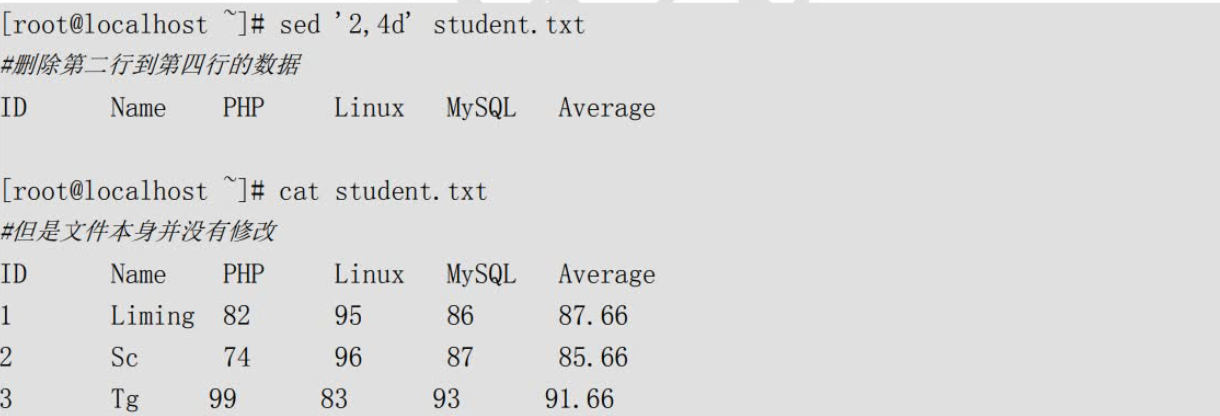 [root@localhost ~]# sed '2,4d' student.txt
#删除第二行到第四行的数据
ID Name PHP Linux MySQL Average
[root@localhost ~]# cat student.txt
#但是文件本身并没有修改
ID Name PHP Linux MySQL Average
1 Liming 82 95 86 87.66
2 Sc 74 96 87 85.66
3 Tg 99 83 93 91.66